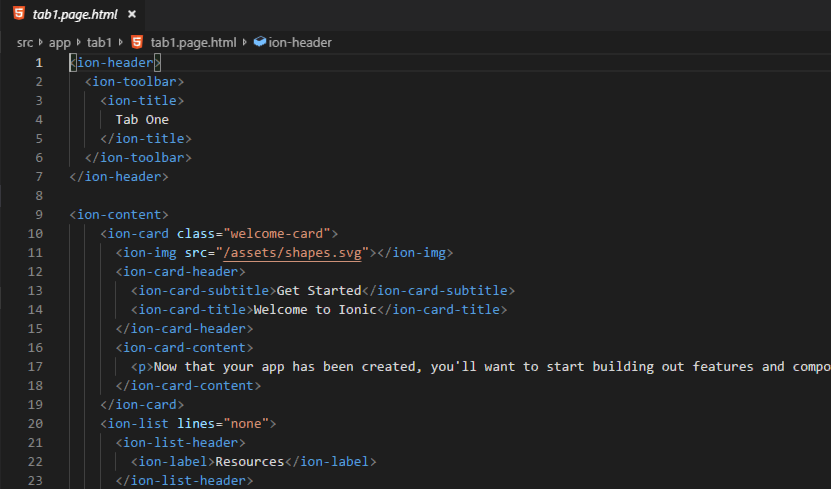 tab1.page.html ×
src app tab1 tab1.page.html ion-header
1 <ion-header>
2   <ion-toolbar>
3     <ion-title>
4       Tab One
5     </ion-title>
6   </ion-toolbar>
7 </ion-header>
8
9 <ion-content>
10     <ion-card class="welcome-card">
11       <ion-img src="/assets/shapes.svg"></ion-img>
12       <ion-card-header>
13         <ion-card-subtitle>Get Started</ion-card-subtitle>
14         <ion-card-title>Welcome to Ionic</ion-card-title>
15       </ion-card-header>
16       <ion-card-content>
17         <p>Now that your app has been created, you'll want to start building out features and compo
18       </ion-card-content>
19     </ion-card>
20     <ion-list lines="none">
21       <ion-list-header>
22         <ion-label>Resources</ion-label>
23       </ion-list-header>